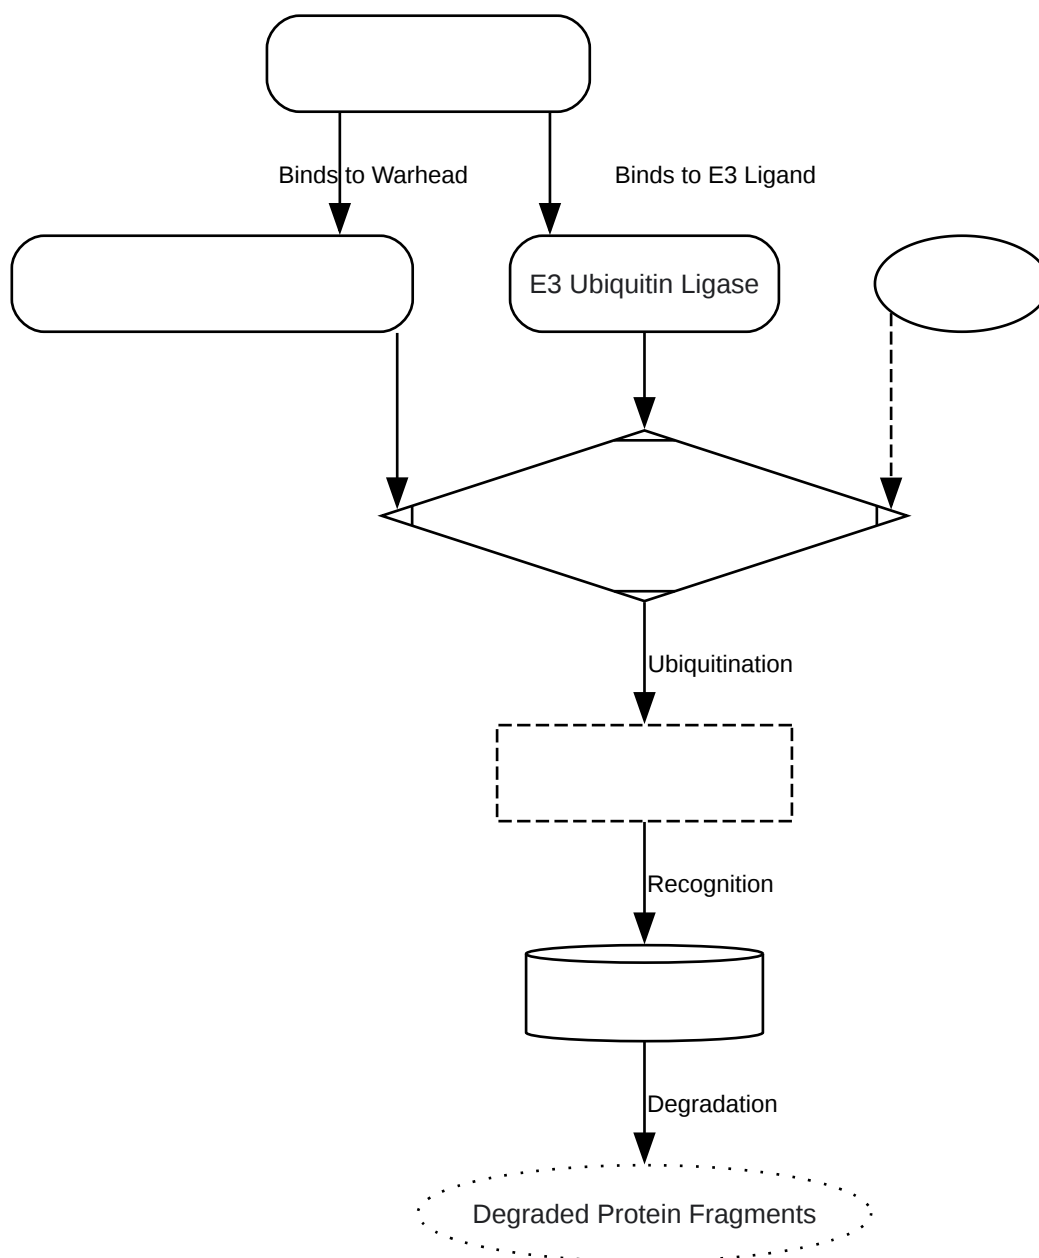 Binds to Warhead
Binds to E3 Ligand
E3 Ubiquitin Ligase
Ubiquitination
Recognition
Degradation
Degraded Protein Fragments